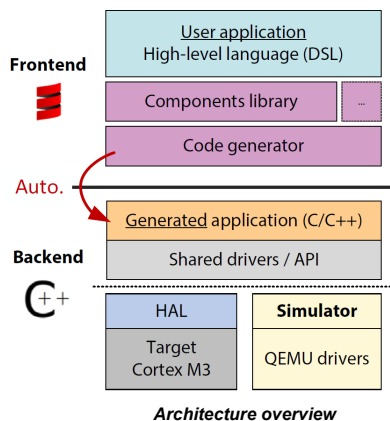 User application
High-level language (DSL)
Frontend
Components library
...
Code generator
Auto.
Generated application (C/C++)
Backend
Shared drivers / API
C++
HAL
Simulator
Target
Cortex M3
QEMU drivers
Architecture overview